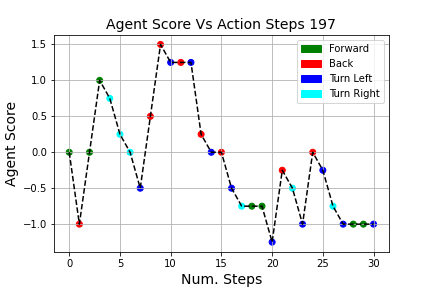 Agent Score Vs Action Steps 197
1.5
1.0
0.5
0.0
−0.5
−1.0
Agent Score
Forward
Back
Turn Left
Turn Right
0 5 10 15 20 25 30
Num. Steps